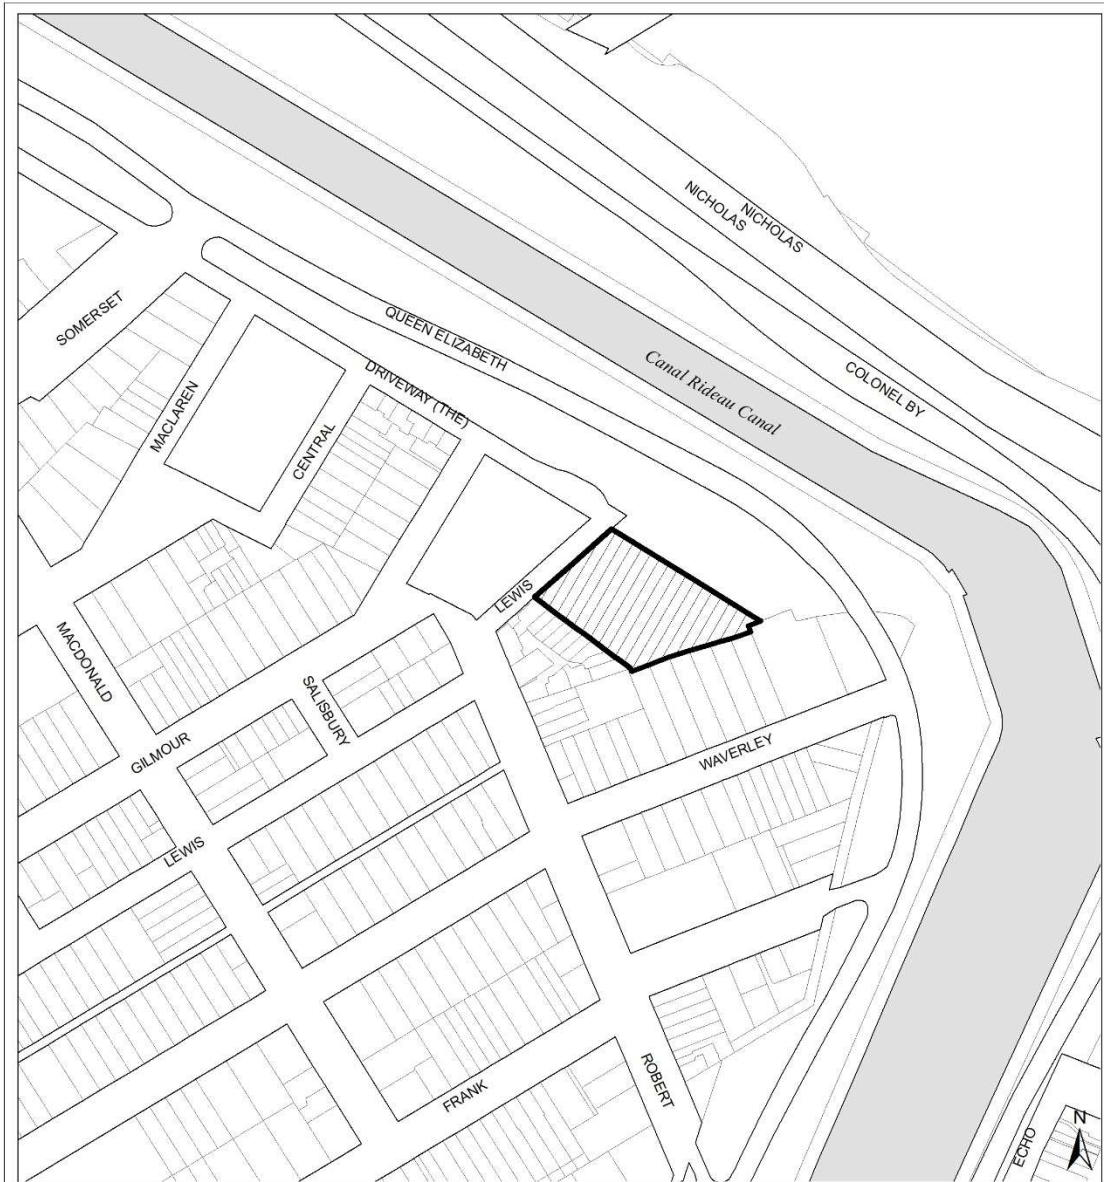 NICHOLAS
NICHOLAS
SOMERSET
QUEEN ELIZABETH
Canal Rideau Canal
COLONEL BY
DRIVEWAY (THE)
MACLAREN
CENTRAL
LEWIS
MACDONALD
SALISBURY
GILMOUR
WAVERLEY
LEWIS
FRANK
ROBERT
ECHO
N